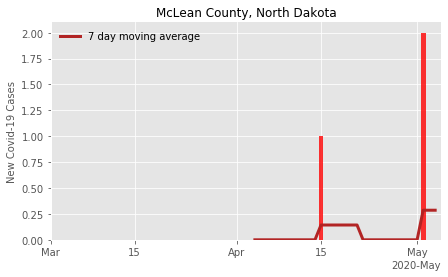 McLean County, North Dakota
7 day moving average
New Covid-19 Cases
2.00
1.75
1.50
1.25
1.00
0.75
0.50
0.25
0.00
Mar
15
Apr
15
May
2020-May